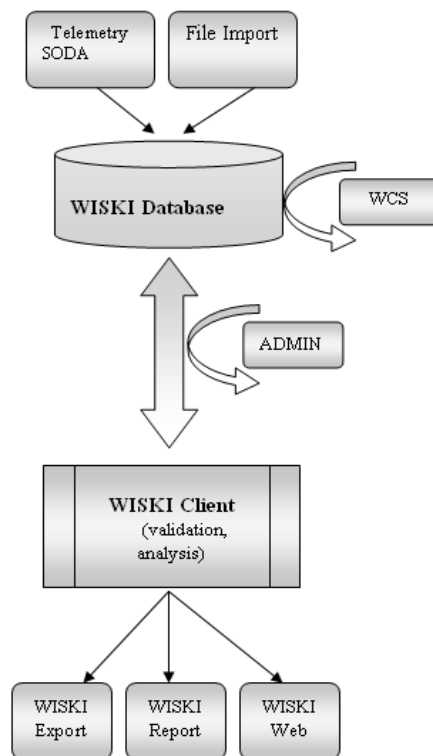 Telemetry
SODA
File Import
WISKI Database
WCS
ADMIN
WISKI Client
(validation,
analysis)
WISKI
Export
WISKI
Report
WISKI
Web